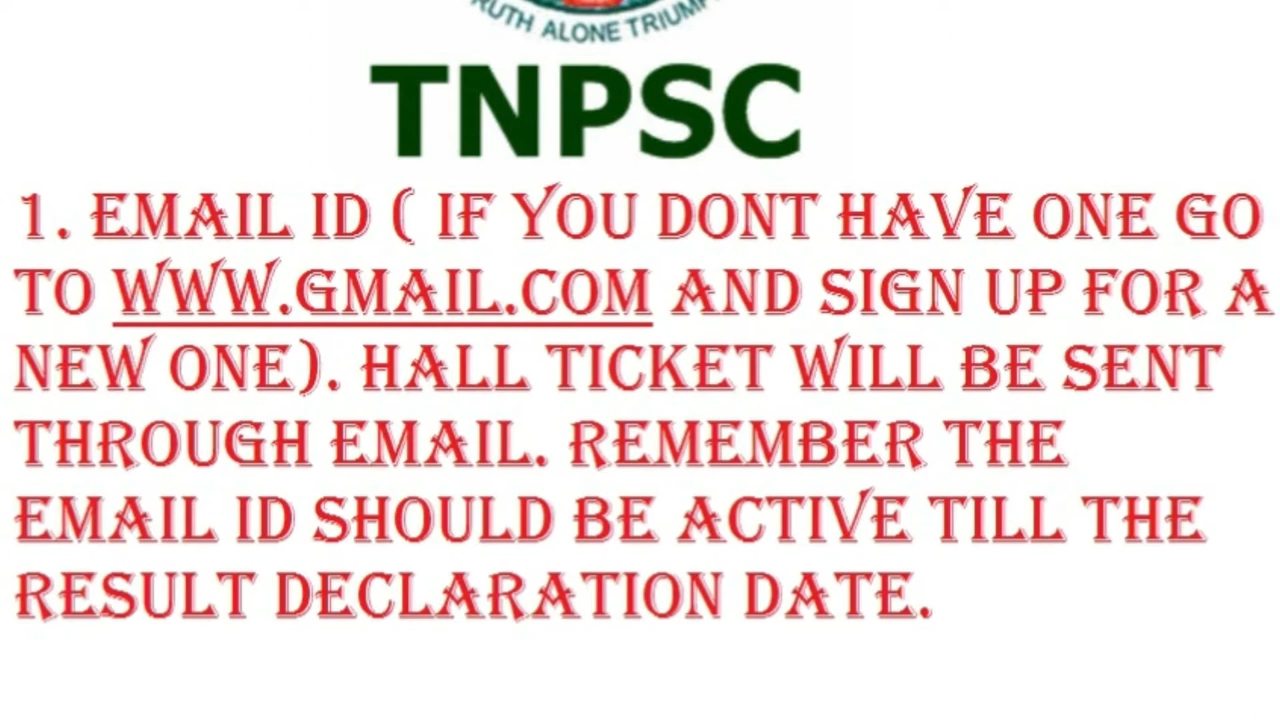 RUTH ALONE TRIUMP
TNPSC
1. EMAIL ID ( IF YOU DONT HAVE ONE GO
TO WWW.GMAIL.COM AND SIGN UP FOR A
NEW ONE). HALL TICKET WILL BE SENT
THROUGH EMAIL. REMEMBER THE
EMAIL ID SHOULD BE ACTIVE TILL THE
RESULT DECLARATION DATE.